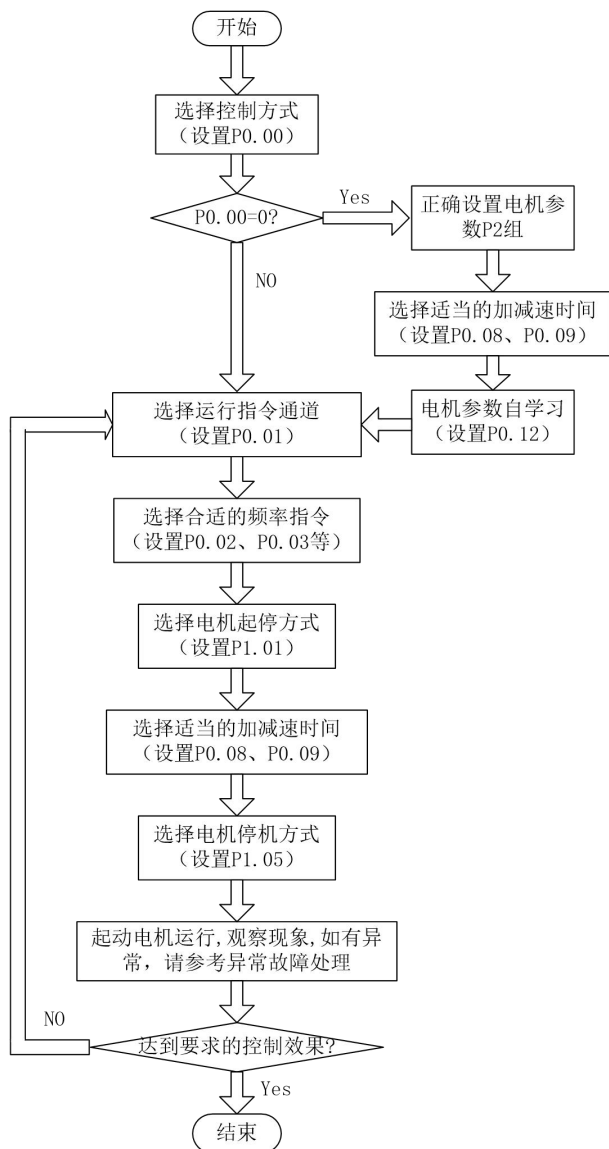 开始
选择控制方式
（设置P0.00）
P0.00=0?
Yes
正确设置电机参
数P2组
NO
选择适当的加减速时间
（设置P0.08、P0.09）
电机参数自学习
（设置P0.12）
选择运行指令通道
（设置P0.01）
选择合适的频率指令
（设置P0.02、P0.03等）
选择电机起停方式
（设置P1.01）
选择适当的加减速时间
（设置P0.08、P0.09）
选择电机停机方式
（设置P1.05）
起动电机运行,观察现象,如有异
常，请参考异常故障处理
NO
达到要求的控制效果?
Yes
结束